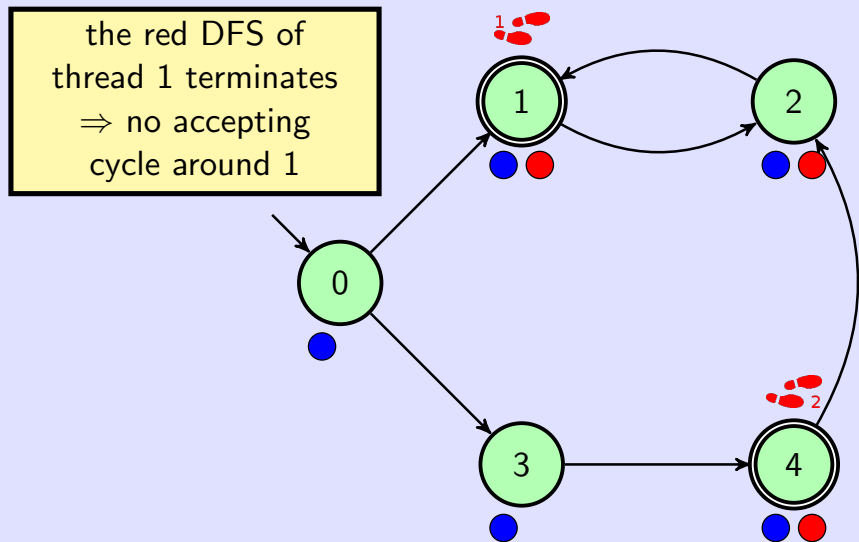 the red DFS of
thread 1 terminates
⇒ no accepting
cycle around 1
1
1
2
0
2
3
4